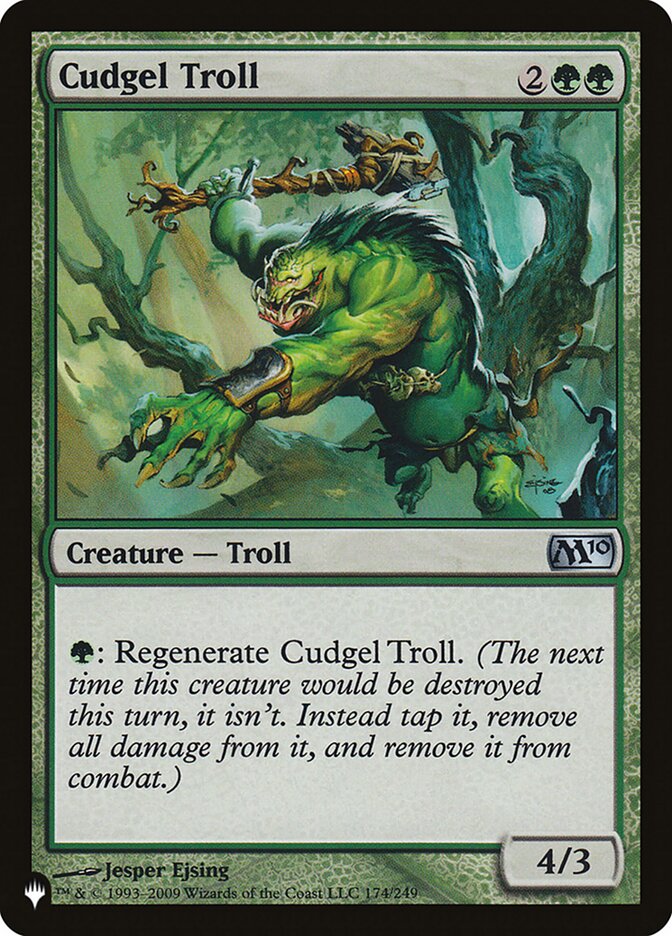 Cudgel Troll 2
EJSING
08
Creature — Troll M10
: Regenerate Cudgel Troll. (The next
time this creature would be destroyed
this turn, it isn't. Instead tap it, remove
all damage from it, and remove it from
combat.)
4/3
Jesper Ejsing
™ & © 1993–2009 Wizards of the Coast LLC 174/249